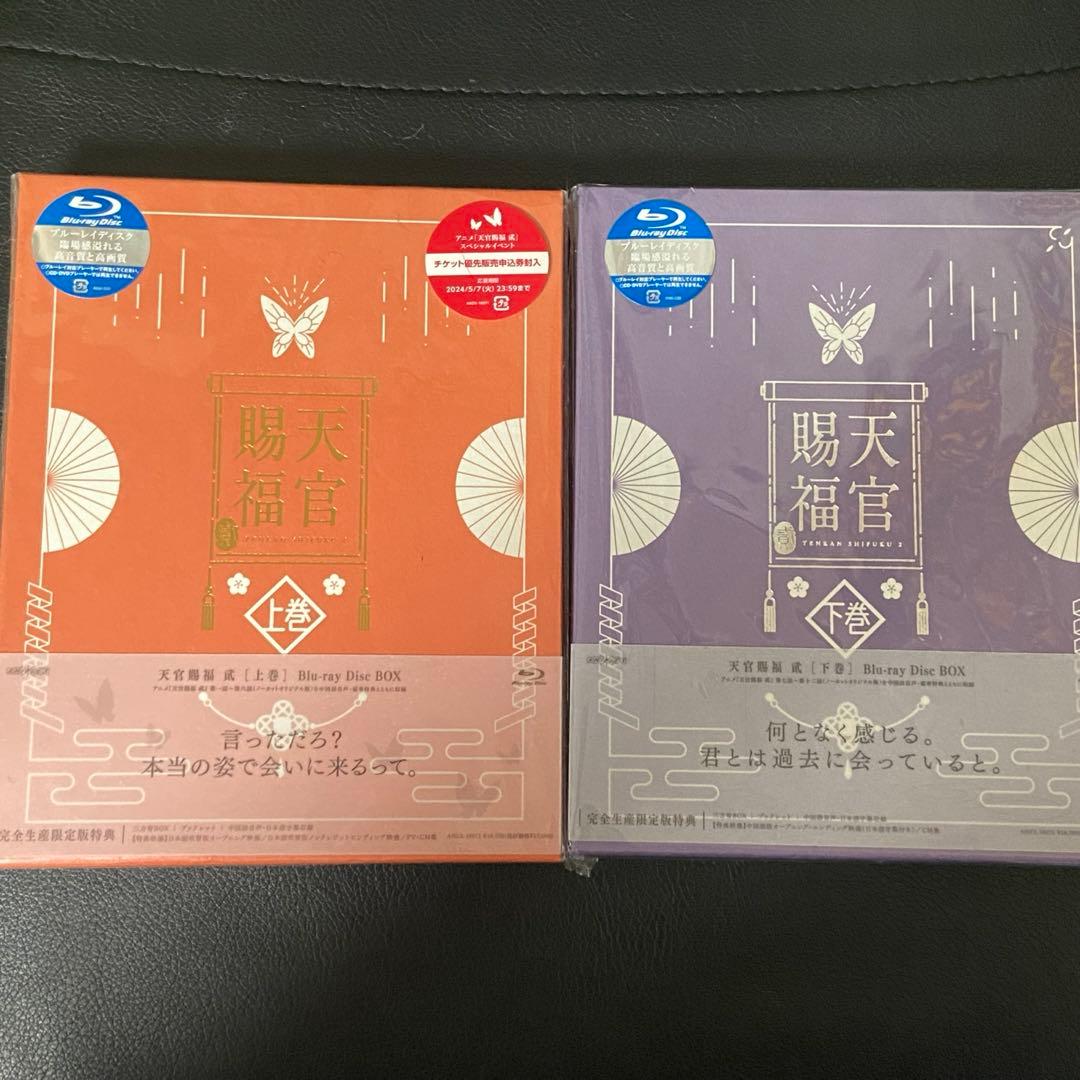 Blu-ray Disc
ブルーレイディスク
臨場感溢れる
高音質と高画質
アニメ「天官賜福 貳」
スペシャルイベント
チケット優先販売申込券封入
応募期間
2024/5/7(火) 23:59まで
天官
賜福
貳
TENKAN SHIFUKU 2
上巻
天官賜福 貳 [上巻] Blu-ray Disc BOX
言っただろ?
本当の姿で会いに来るって。
完全生産限定版特典
Blu-ray Disc
ブルーレイディスク
臨場感溢れる
高音質と高画質
天官
賜福
貳
TENKAN SHIFUKU 2
下巻
天官賜福 貳 [下巻] Blu-ray Disc BOX
何となく感じる。
君とは過去に会っていると。
完全生産限定版特典